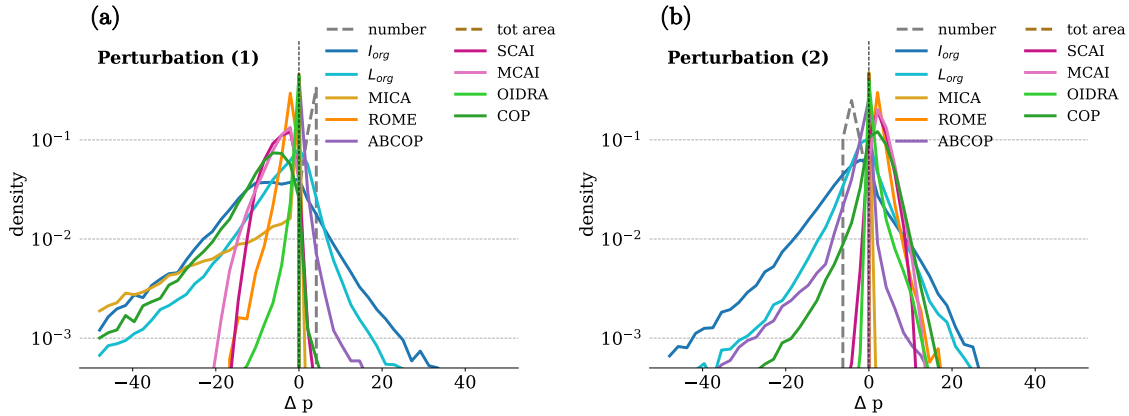 (a)
Perturbation (1)
number
I_org
L_org
MICA
ROME
ABCOP
tot area
SCAI
MCAI
OIDRA
COP
density
10^-1
10^-2
10^-3
−40
−20
0
20
40
Δ p
(b)
Perturbation (2)
number
I_org
L_org
MICA
ROME
ABCOP
tot area
SCAI
MCAI
OIDRA
COP
density
10^-1
10^-2
10^-3
−40
−20
0
20
40
Δ p